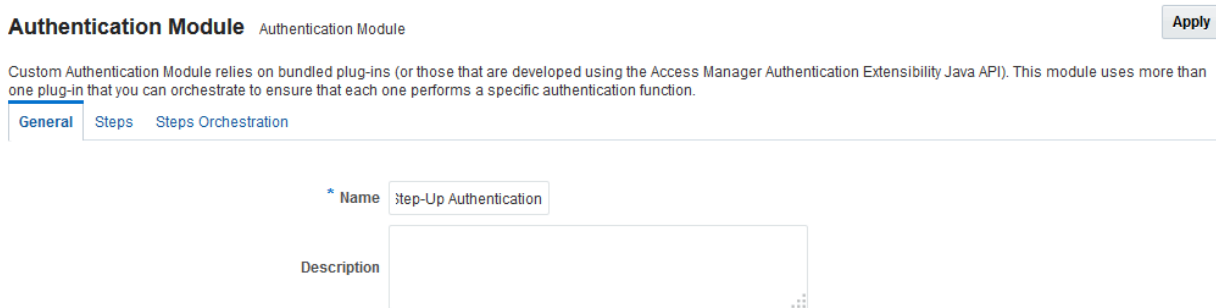 Authentication Module Authentication Module Apply
Custom Authentication Module relies on bundled plug-ins (or those that are developed using the Access Manager Authentication Extensibility Java API). This module uses more than
one plug-in that you can orchestrate to ensure that each one performs a specific authentication function.
General Steps Steps Orchestration
* Name Step-Up Authentication
Description